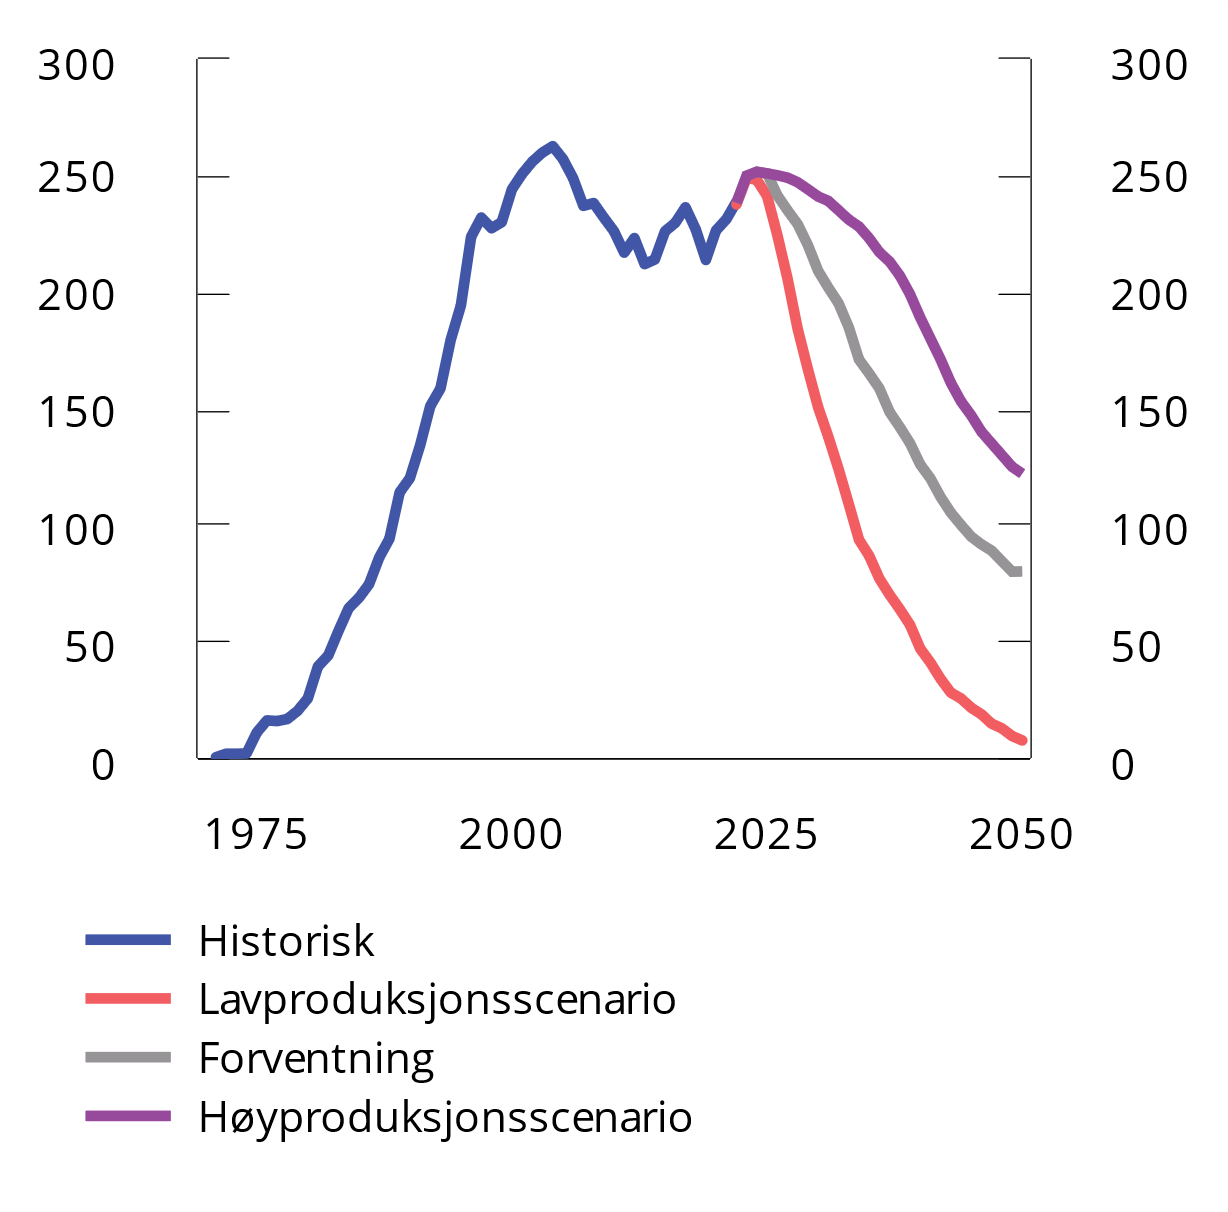 300 300
250 250
200 200
150 150
100 100
50 50
0 0
1975 2000 2025 2050
Historisk
Lavproduksjonsscenario
Forventning
Høyproduksjonsscenario